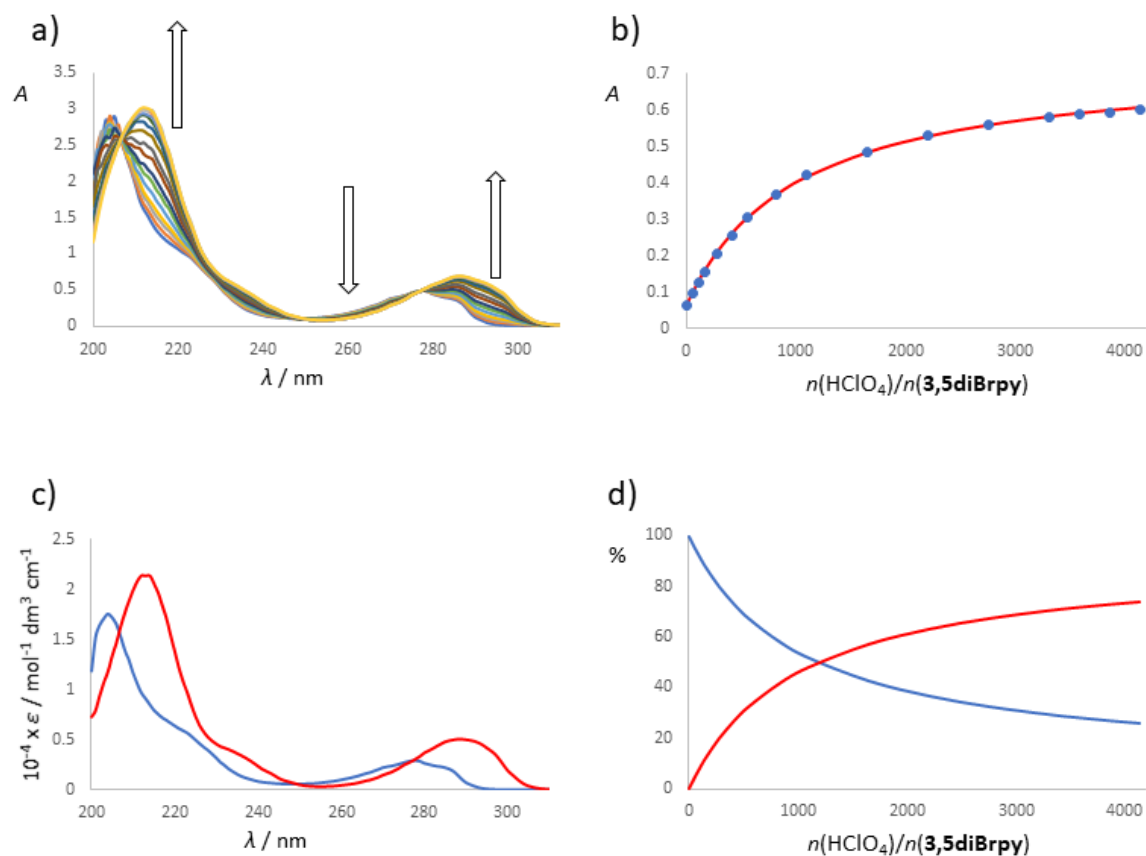 a)
3.5
A
3
2.5
2
1.5
1
0.5
0
200 220 240 260 280 300
λ / nm
b)
0.7
A
0.6
0.5
0.4
0.3
0.2
0.1
0
0 1000 2000 3000 4000
n(HClO₄)/n(3,5diBrpy)
c)
2.5
2
1.5
1
0.5
0
10⁻⁴ x ε / mol⁻¹ dm³ cm⁻¹
200 220 240 260 280 300
λ / nm
d)
100
%
80
60
40
20
0
0 1000 2000 3000 4000
n(HClO₄)/n(3,5diBrpy)